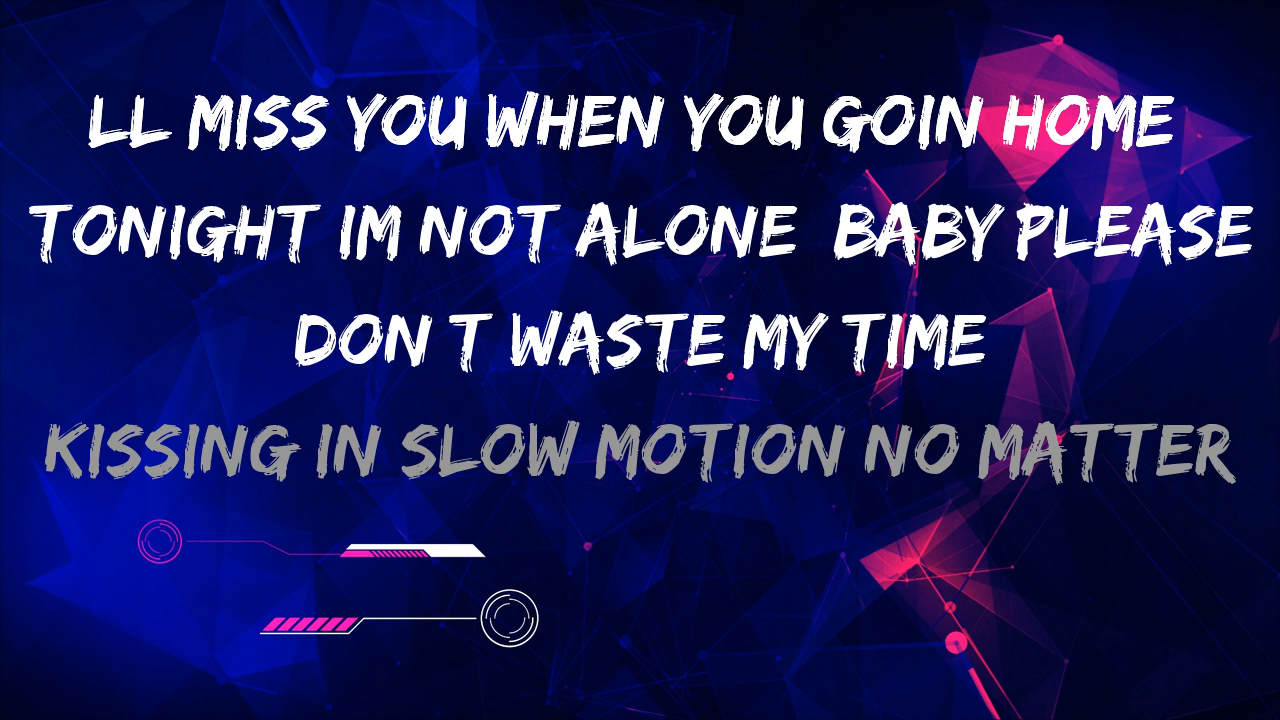 LL MISS YOU WHEN YOU GOIN HOME
TONIGHT IM NOT ALONE  BABY PLEASE
DON T WASTE MY TIME
KISSING IN SLOW MOTION NO MATTER